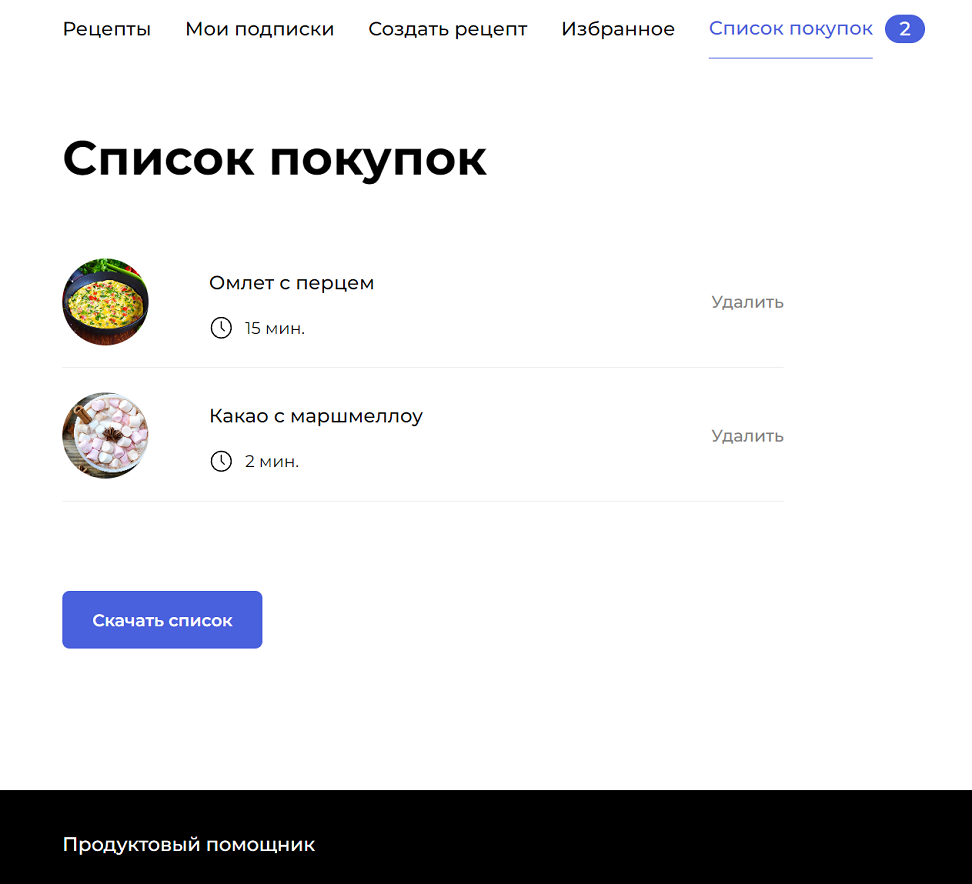 Рецепты Мои подписки Создать рецепт Избранное Список покупок 2
Список покупок
Омлет с перцем
15 мин.
Удалить
Какао с маршмеллоу
2 мин.
Удалить
Скачать список
Продуктовый помощник